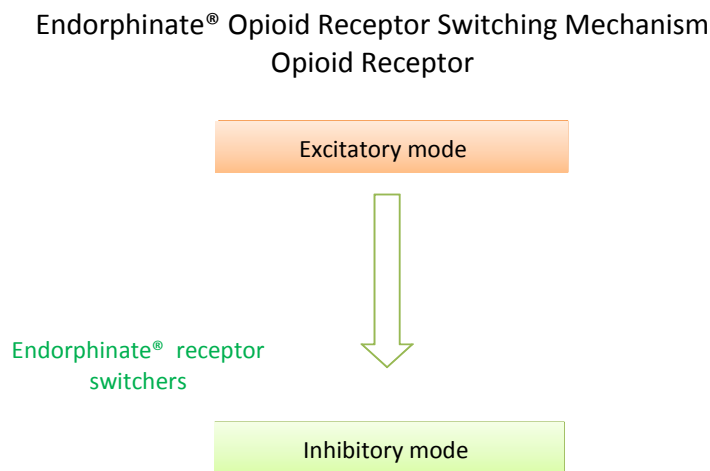 Endorphinate® Opioid Receptor Switching Mechanism
Opioid Receptor
Excitatory mode
Endorphinate® receptor
switchers
Inhibitory mode